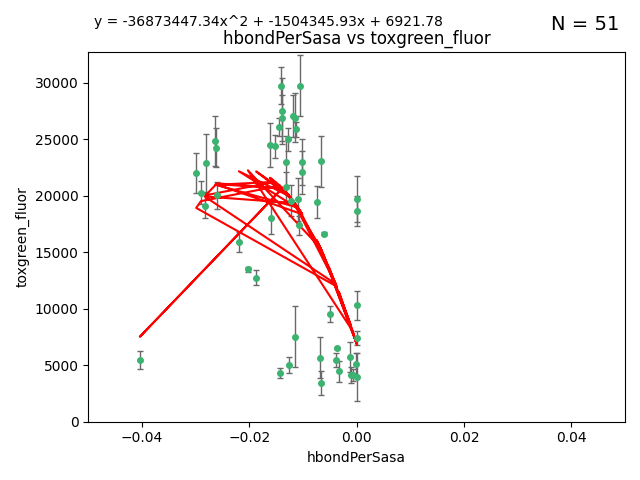 y = -36873447.34x^2 + -1504345.93x + 6921.78
N = 51
hbondPerSasa vs toxgreen_fluor
30000
25000
20000
15000
10000
5000
0
toxgreen_fluor
−0.04
−0.02
0.00
0.02
0.04
hbondPerSasa